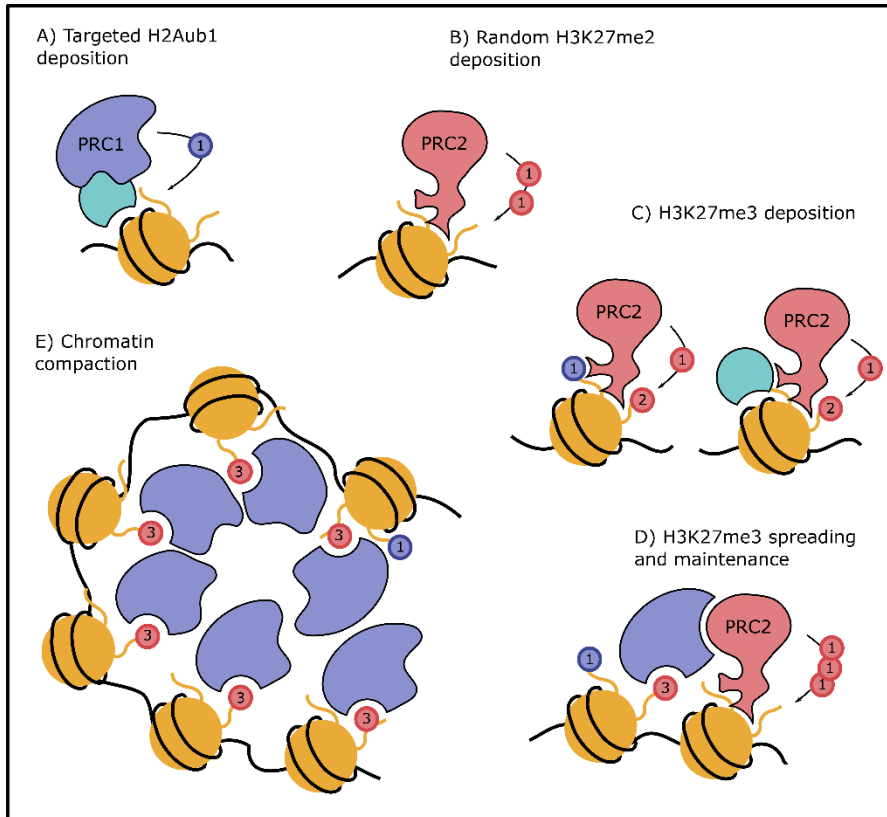 A) Targeted H2Aub1
deposition
PRC1
1
B) Random H3K27me2
deposition
PRC2
1
1
C) H3K27me3 deposition
PRC2
1
1
2
PRC2
1
2
D) H3K27me3 spreading
and maintenance
PRC2
1
3
1
1
1
E) Chromatin
compaction
3
3
3
1
3
3
3